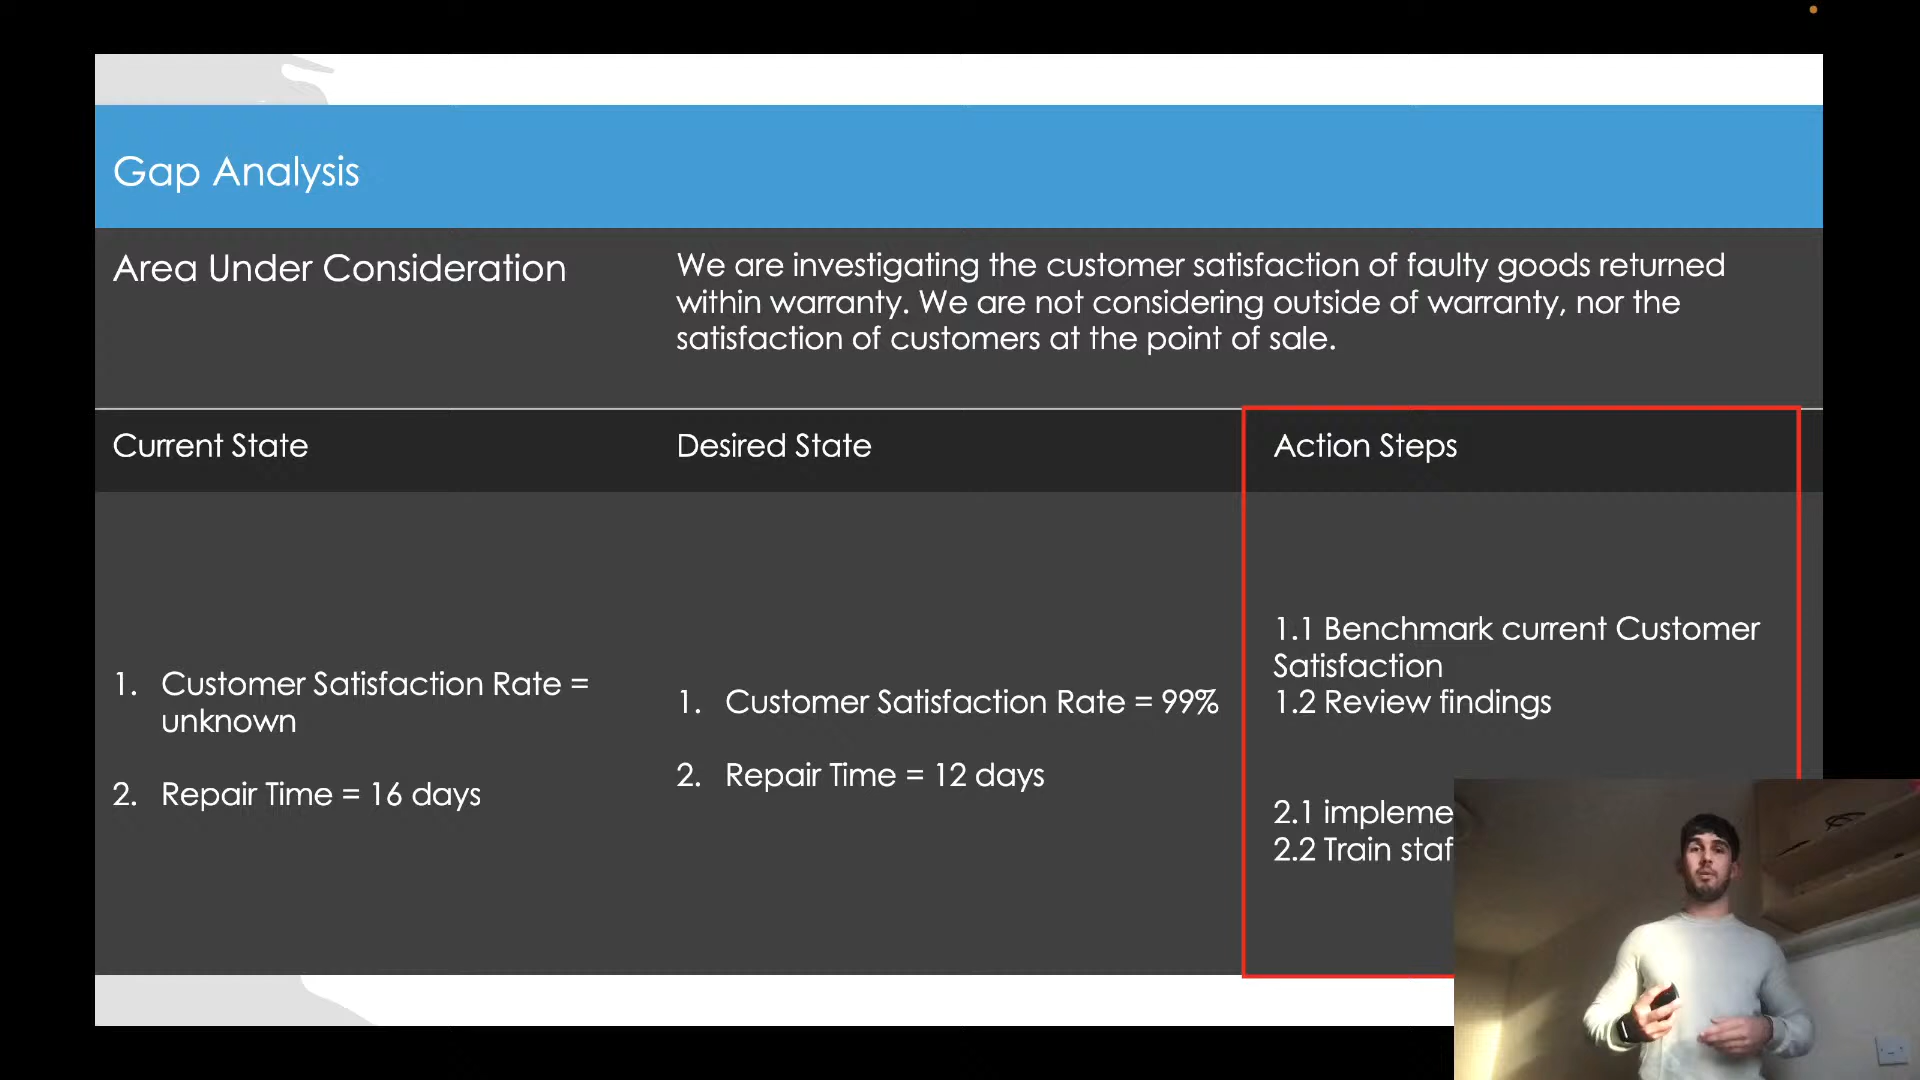 Gap Analysis
Area Under Consideration
We are investigating the customer satisfaction of faulty goods returned
within warranty. We are not considering outside of warranty, nor the
satisfaction of customers at the point of sale.
Current State
Desired State
Action Steps
1. Customer Satisfaction Rate =
unknown
2. Repair Time = 16 days
1. Customer Satisfaction Rate = 99%
2. Repair Time = 12 days
1.1 Benchmark current Customer
Satisfaction
1.2 Review findings
2.1
2.2 Train